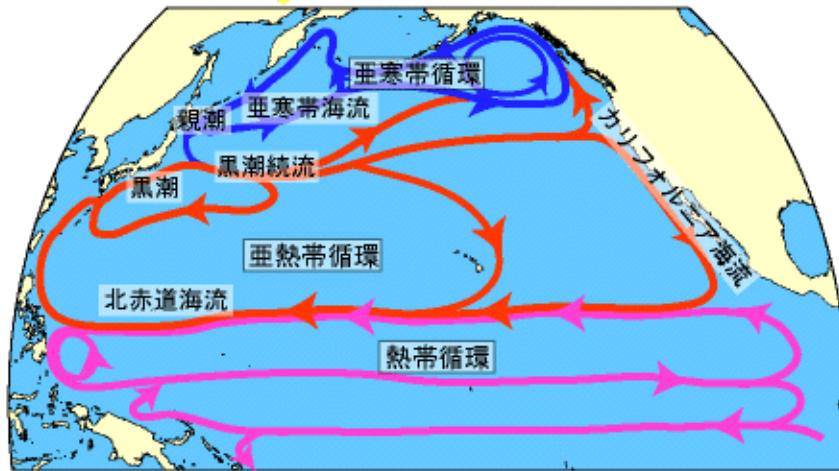 亜寒帯循環
亜寒帯海流
親潮
カリフォルニア海流
黒潮続流
黒潮
亜熱帯循環
北赤道海流
熱帯循環